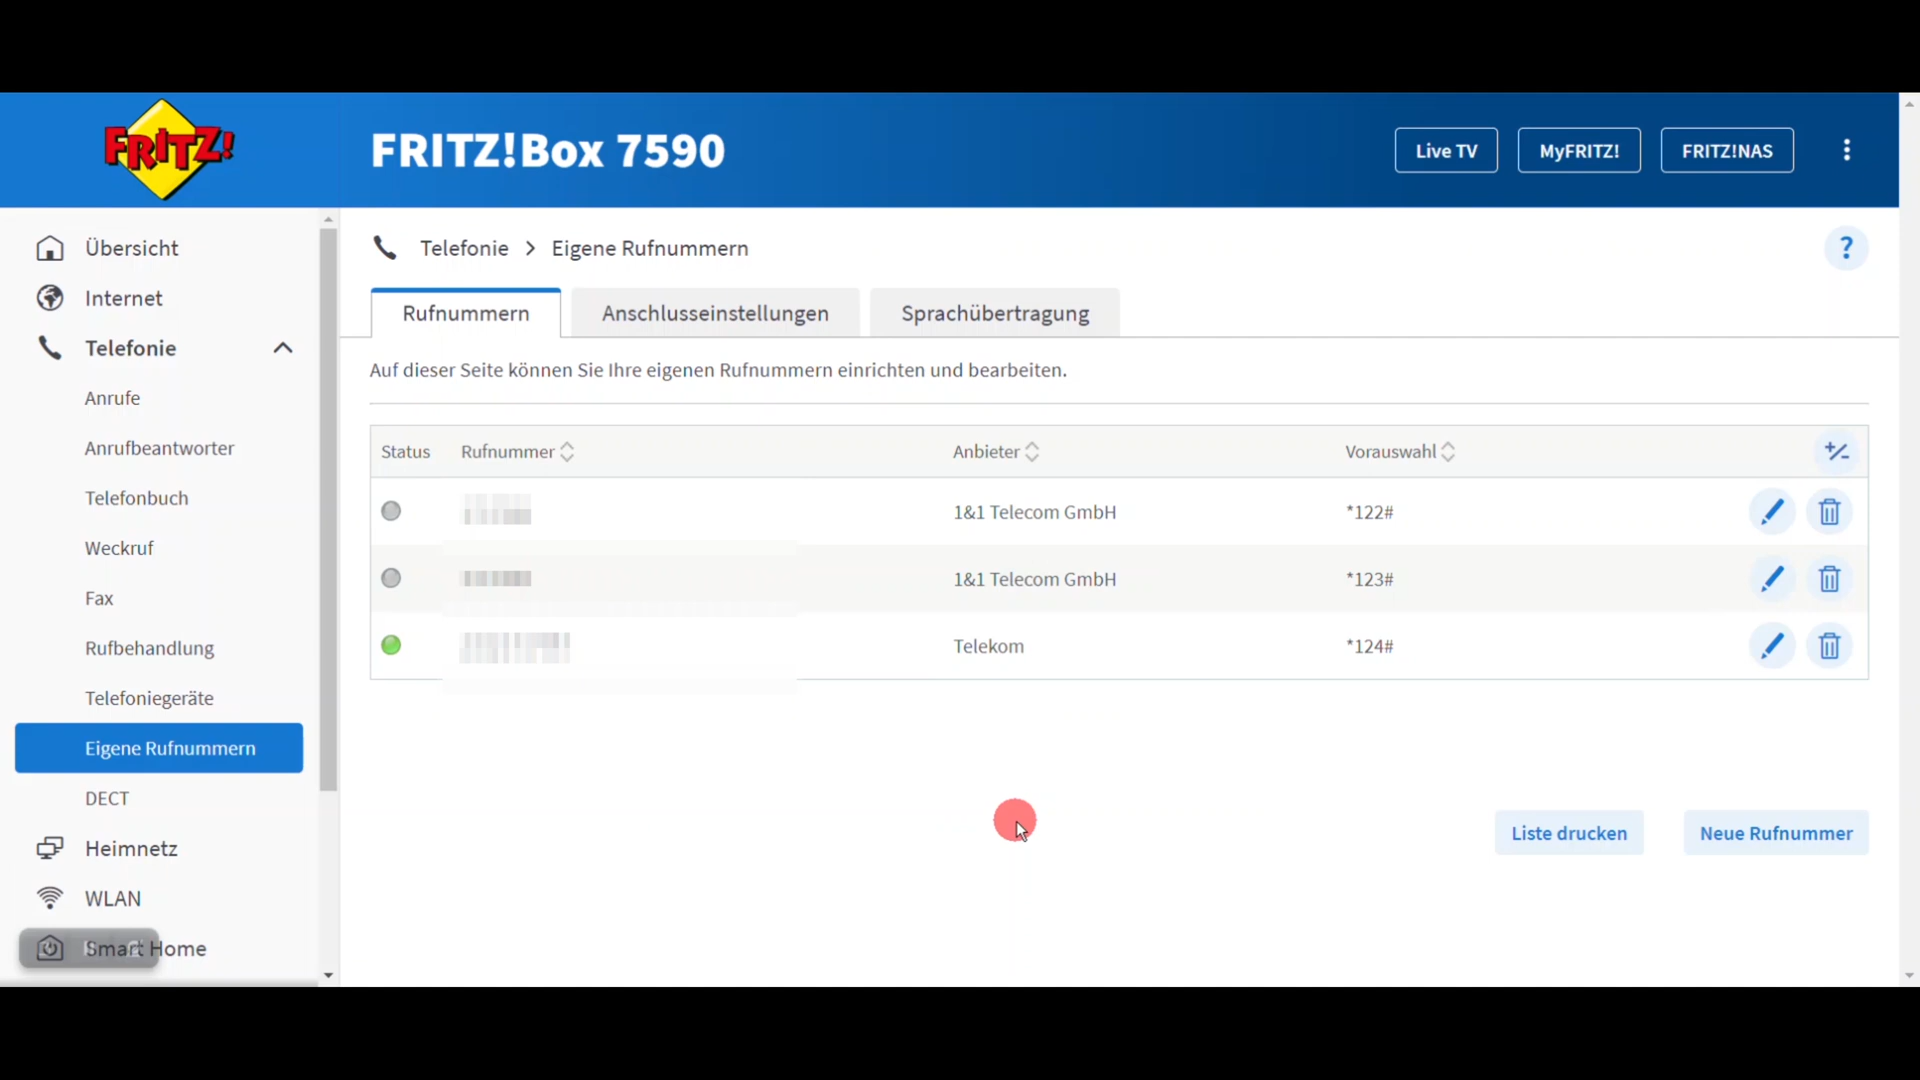 FRITZ!
FRITZ!Box 7590
Live TV
MyFRITZ!
FRITZ!NAS
Übersicht
Internet
Telefonie
Anrufe
Anrufbeantworter
Telefonbuch
Weckruf
Fax
Rufbehandlung
Telefoniegeräte
Eigene Rufnummern
DECT
Heimnetz
WLAN
Smart Home
Telefonie > Eigene Rufnummern
?
Rufnummern
Anschlusseinstellungen
Sprachübertragung
Auf dieser Seite können Sie Ihre eigenen Rufnummern einrichten und bearbeiten.
Status Rufnummer Anbieter Vorauswahl
1&1 Telecom GmbH *122#
1&1 Telecom GmbH *123#
Telekom *124#
Liste drucken
Neue Rufnummer